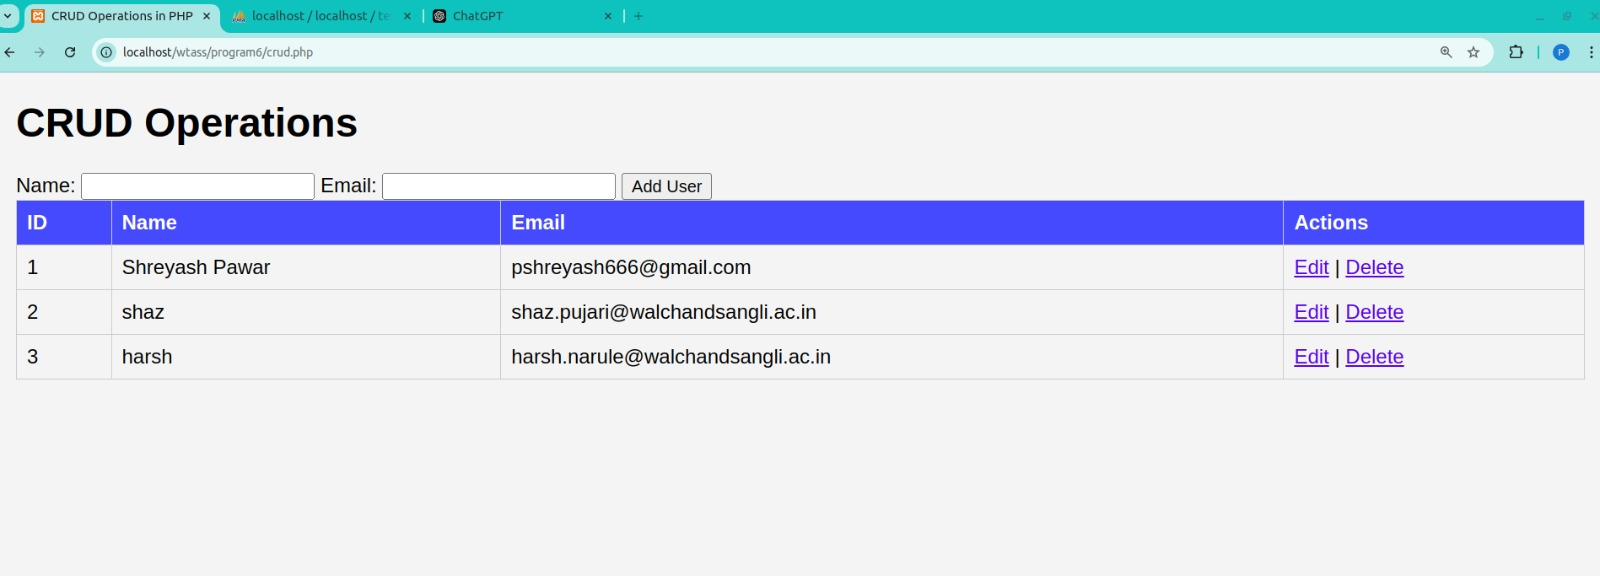 CRUD Operations in PHP
localhost / localhost / te
ChatGPT
localhost/wtass/program6/crud.php
P
CRUD Operations
Name: Email: Add User
ID Name Email Actions
1 Shreyash Pawar pshreyash666@gmail.com Edit | Delete
2 shaz shaz.pujari@walchandsangli.ac.in Edit | Delete
3 harsh harsh.narule@walchandsangli.ac.in Edit | Delete